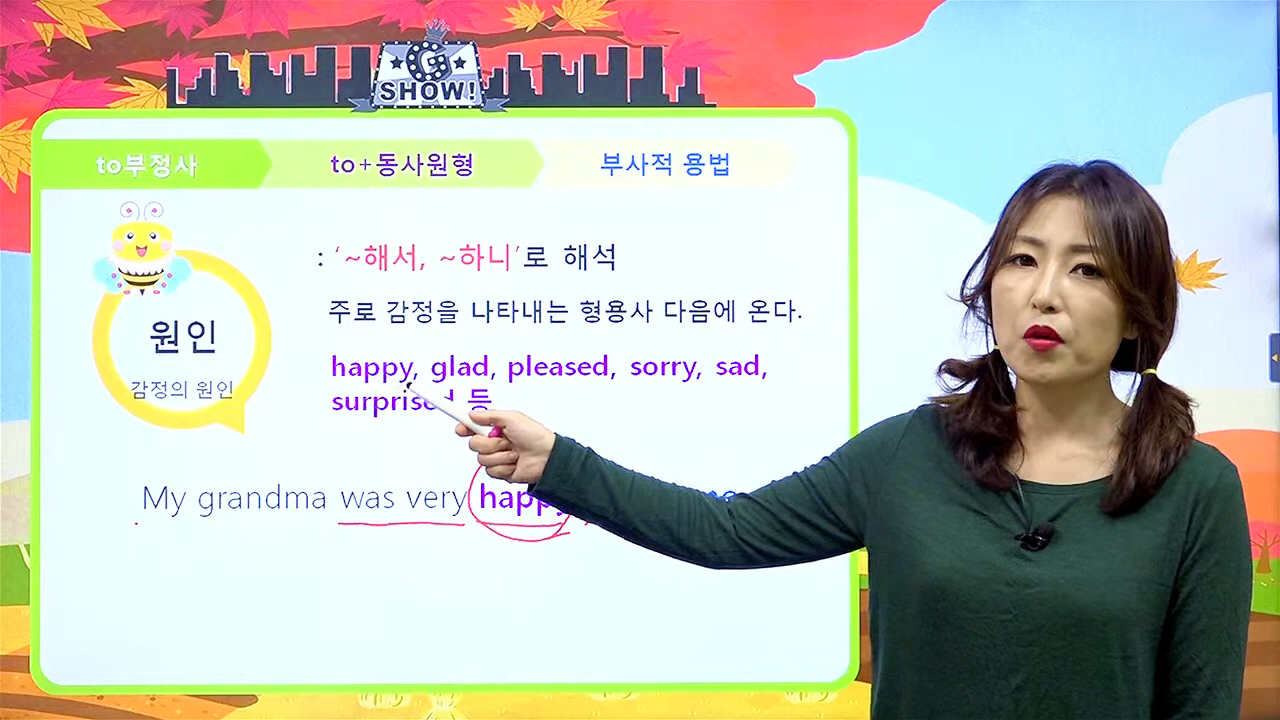 G
SHOW!
to부정사 to+동사원형 부사적 용법
: ‘~해서, ~하니’로 해석
주로 감정을 나타내는 형용사 다음에 온다.
원인
감정의 원인
happy, glad, pleased, sorry, sad,
surprised 등
My grandma was very happy